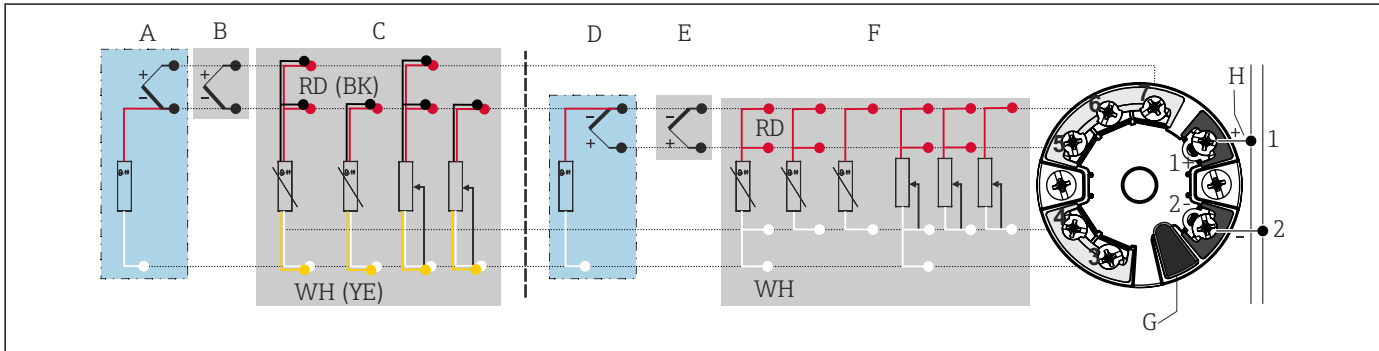 A B C D E F
H
+ - + - - + - +
RD (BK)
RD
WH (YE)
WH
7
6
5
4
3
1+
2-
+ 1
- 2
G